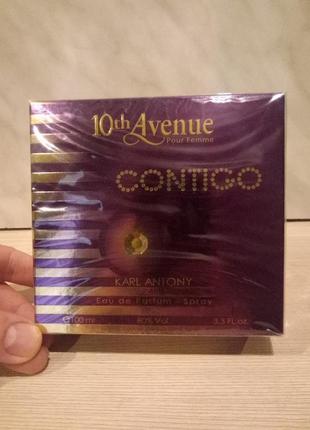 10th Avenue
Pour Femme
CONTIGO
KARL ANTONY
Eau de Parfum - Spray
℮100 ml 80% Vol 3.3 FL.oz.